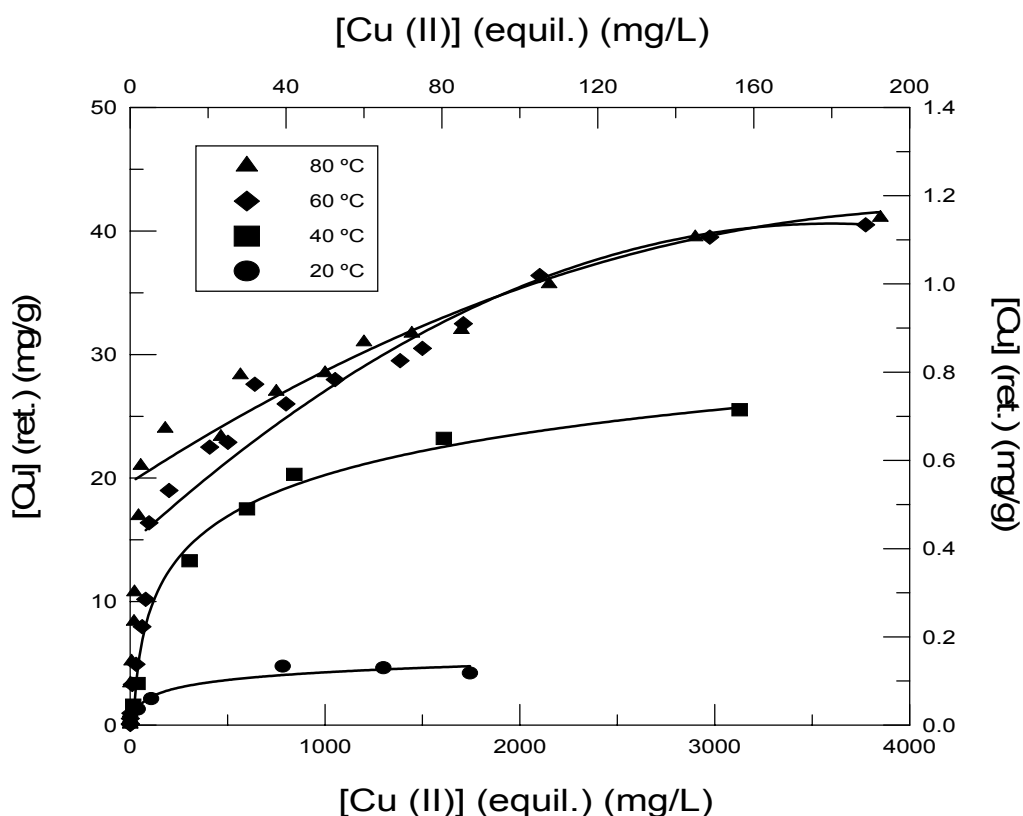 [Cu (II)] (equil.) (mg/L)
0 40 80 120 160 200
50 1.4
80 ºC
60 ºC
40 ºC
20 ºC
1.2
40
1.0
30
0.8
20
0.6
0.4
10
0.2
0 0.0
[Cu] (ret.) (mg/g)
[Cu] (ret.) (mg/g)
0 1000 2000 3000 4000
[Cu (II)] (equil.) (mg/L)